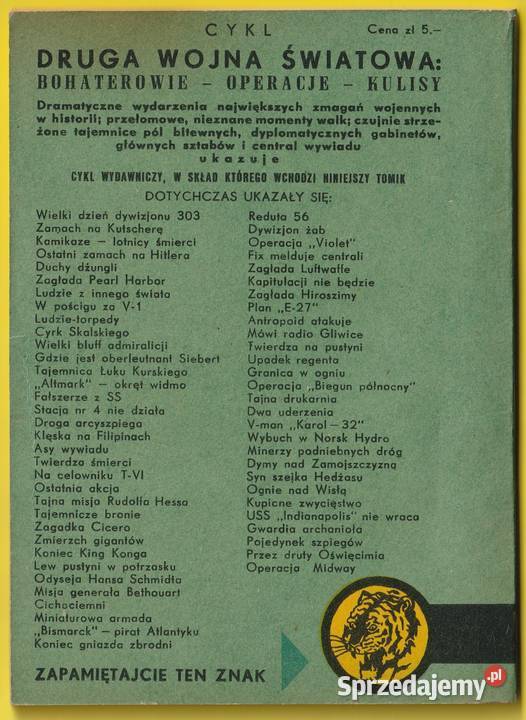 CYKL
Cena zł 5.–
DRUGA WOJNA ŚWIATOWA:
BOHATEROWIE – OPERACJE – KULISY
Dramatyczne wydarzenia największych zmagań wojennych
w historii; przełomowe, nieznane momenty walk; czujnie strze-
żone tajemnice pól bitewnych, dyplomatycznych gabinetów,
głównych sztabów i central wywiadu
ukazuje
CYKL WYDAWNICZY, W SKŁAD KTÓREGO WCHODZI NINIEJSZY TOMIK
DOTYCHCZAS UKAZAŁY SIĘ:
Wielki dzień dywizjonu 303
Zamach na Kutscherę
Kamikaze – lotnicy śmierci
Ostatni zamach na Hitlera
Duchy dżungli
Zagłada Pearl Harbor
Ludzie z innego świata
W pościgu za V-1
Ludzie-torpedy
Cyrk Skalskiego
Wielki bluff admiralicji
Gdzie jest oberleutnant Siebert
Tajemnica Łuku Kurskiego
„Altmark" – okręt widmo
Fałszerze z SS
Stacja nr 4 nie działa
Droga arcyszpiega
Klęska na Filipinach
Asy wywiadu
Twierdza śmierci
Na celowniku T-VI
Ostatnia akcja
Tajna misja Rudolfa Hessa
Tajemnicze bronie
Zagadka Cicero
Zmierzch gigantów
Koniec King Konga
Lew pustyni w potrzasku
Odyseja Hansa Schmidta
Misja generała Bethouart
Cichociemni
Miniaturowa armada
„Bismarck" – pirat Atlantyku
Koniec gniazda zbrodni
Reduta 56
Dywizjon żab
Operacja „Violet"
Fix melduje centrali
Zagłada Luftwaffe
Kapitulacji nie będzie
Zagłada Hiroszimy
Plan „E-27"
Antropoid atakuje
Mówi radio Gliwice
Twierdza na pustyni
Upadek regenta
Granica w ogniu
Operacja „Biegun północny"
Tajna drukarnia
Dwa uderzenia
V-man „Karol – 32"
Wybuch w Norsk Hydro
Minerzy podniebnych dróg
Dymy nad Zamojszczyzną
Syn szejka Hedżasu
Ognie nad Wisłą
Kupione zwycięstwo
USS „Indianapolis" nie wraca
Gwardia archanioła
Pojedynek szpiegów
Przez druty Oświęcimia
Operacja Midway
ZAPAMIĘTAJCIE TEN ZNAK
Sprzedajemy.pl